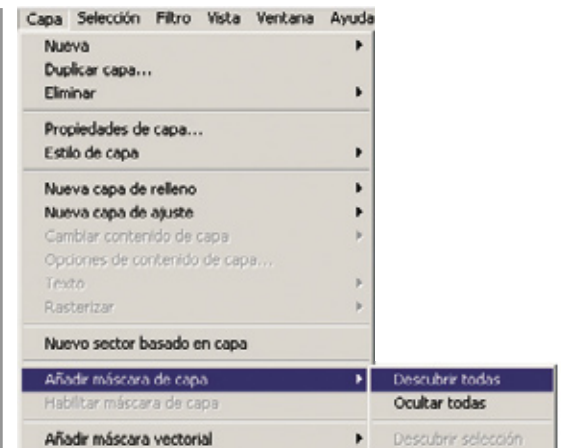 Capa Selección Filtro Vista Ventana Ayuda
Nueva
Duplicar capa...
Eliminar
Propiedades de capa...
Estilo de capa
Nueva capa de relleno
Nueva capa de ajuste
Cambiar contenido de capa
Opciones de contenido de capa...
Texto
Rasterizar
Nuevo sector basado en capa
Añadir máscara de capa Descubrir todas
Habilitar máscara de capa Ocultar todas
Añadir máscara vectorial Descubrir selección